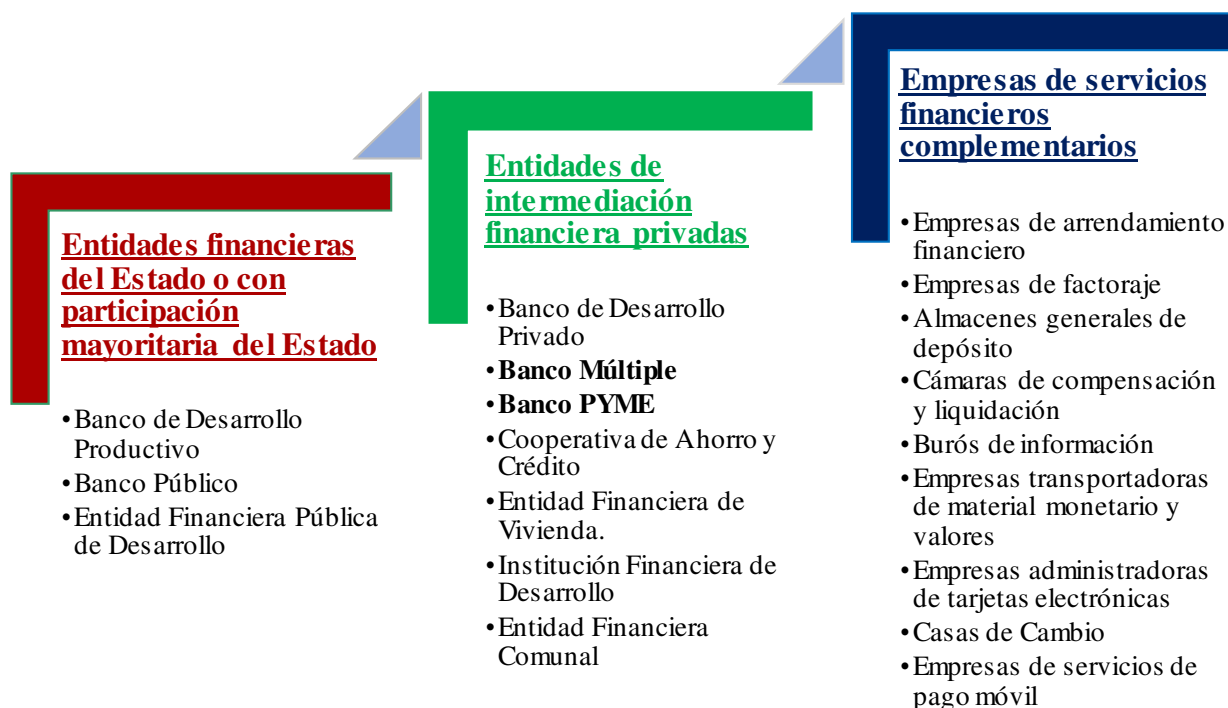 Entidades financieras
del Estado o con
participación
mayoritaria del Estado
•Banco de Desarrollo
Productivo
•Banco Público
•Entidad Financiera Pública
de Desarrollo
Entidades de
intermediación
financiera privadas
•Banco de Desarrollo
Privado
•Banco Múltiple
•Banco PYME
•Cooperativa de Ahorro y
Crédito
•Entidad Financiera de
Vivienda.
•Institución Financiera de
Desarrollo
•Entidad Financiera
Comunal
Empresas de servicios
financieros
complementarios
•Empresas de arrendamiento
financiero
•Empresas de factoraje
•Almacenes generales de
depósito
•Cámaras de compensación
y liquidación
•Burós de información
•Empresas transportadoras
de material monetario y
valores
•Empresas administradoras
de tarjetas electrónicas
•Casas de Cambio
•Empresas de servicios de
pago móvil